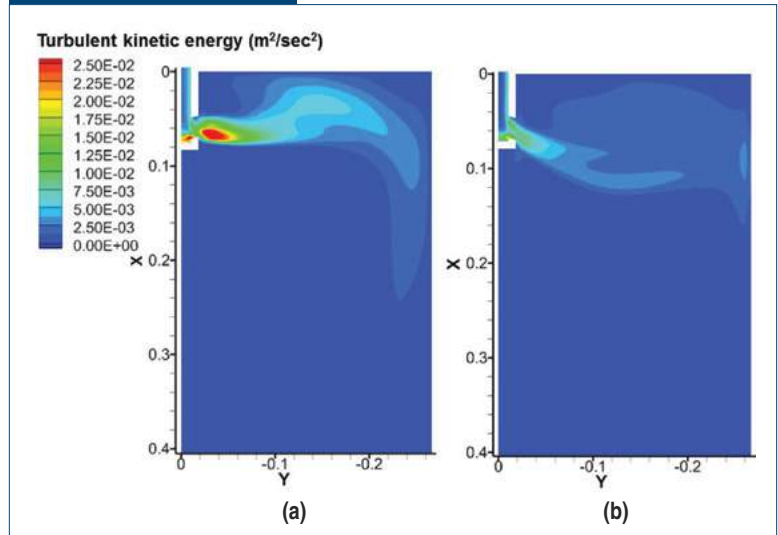 Turbulent kinetic energy (m²/sec²)
2.50E-02
2.25E-02
2.00E-02
1.75E-02
1.50E-02
1.25E-02
1.00E-02
7.50E-03
5.00E-03
2.50E-03
0.00E+00
0
0.1
X 0.2
0.3
0.4
0 -0.1 -0.2
Y
(a)
0
0.1
X 0.2
0.3
0.4
0 -0.1 -0.2
Y
(b)